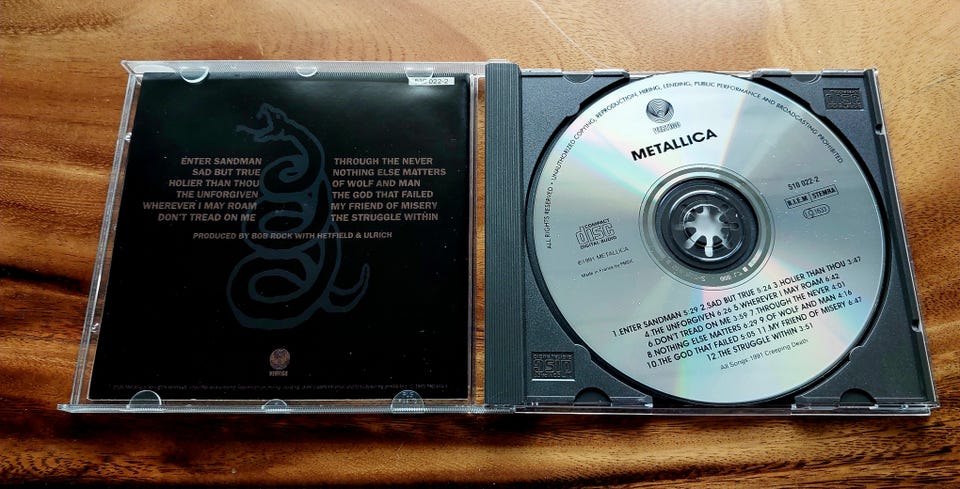 510 022-2
ENTER SANDMAN
SAD BUT TRUE
HOLIER THAN THOU
THE UNFORGIVEN
WHEREVER I MAY ROAM
DON'T TREAD ON ME
THROUGH THE NEVER
NOTHING ELSE MATTERS
OF WOLF AND MAN
THE GOD THAT FAILED
MY FRIEND OF MISERY
THE STRUGGLE WITHIN
PRODUCED BY BOB ROCK WITH HETFIELD & ULRICH
VERTIGO
ALL RIGHTS RESERVED • UNAUTHORIZED COPYING, REPRODUCTION, HIRING, LENDING, PUBLIC PERFORMANCE AND BROADCASTING PROHIBITED
VERTIGO
METALLICA
510 022-2
B.I.E.M STEMRA
COMPACT
disc
DIGITAL AUDIO
℗1991 METALLICA
Made in France by PMDC
1.ENTER SANDMAN 5:29 2.SAD BUT TRUE 5:24 3.HOLIER THAN THOU 3:47
4.THE UNFORGIVEN 6:26 5.WHEREVER I MAY ROAM 6:42
6.DON'T TREAD ON ME 3:59 7.THROUGH THE NEVER 4:01
8.NOTHING ELSE MATTERS 6:29 9.OF WOLF AND MAN 4:16
10.THE GOD THAT FAILED 5:05 11.MY FRIEND OF MISERY 6:47
12.THE STRUGGLE WITHIN 3:51
All Songs: 1991 Creeping Death